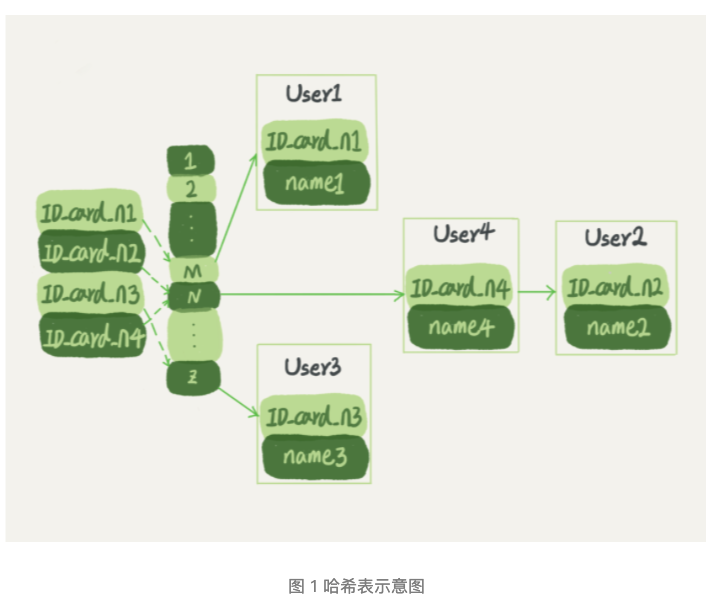 User1
ID_card_n1
name1
1
2
...
M
N
...
Z
ID_card_n1
ID_card_n2
ID_card_n3
ID_card_n4
User4
ID_card_n4
name4
User2
ID_card_n2
name2
User3
ID_card_n3
name3
图 1 哈希表示意图